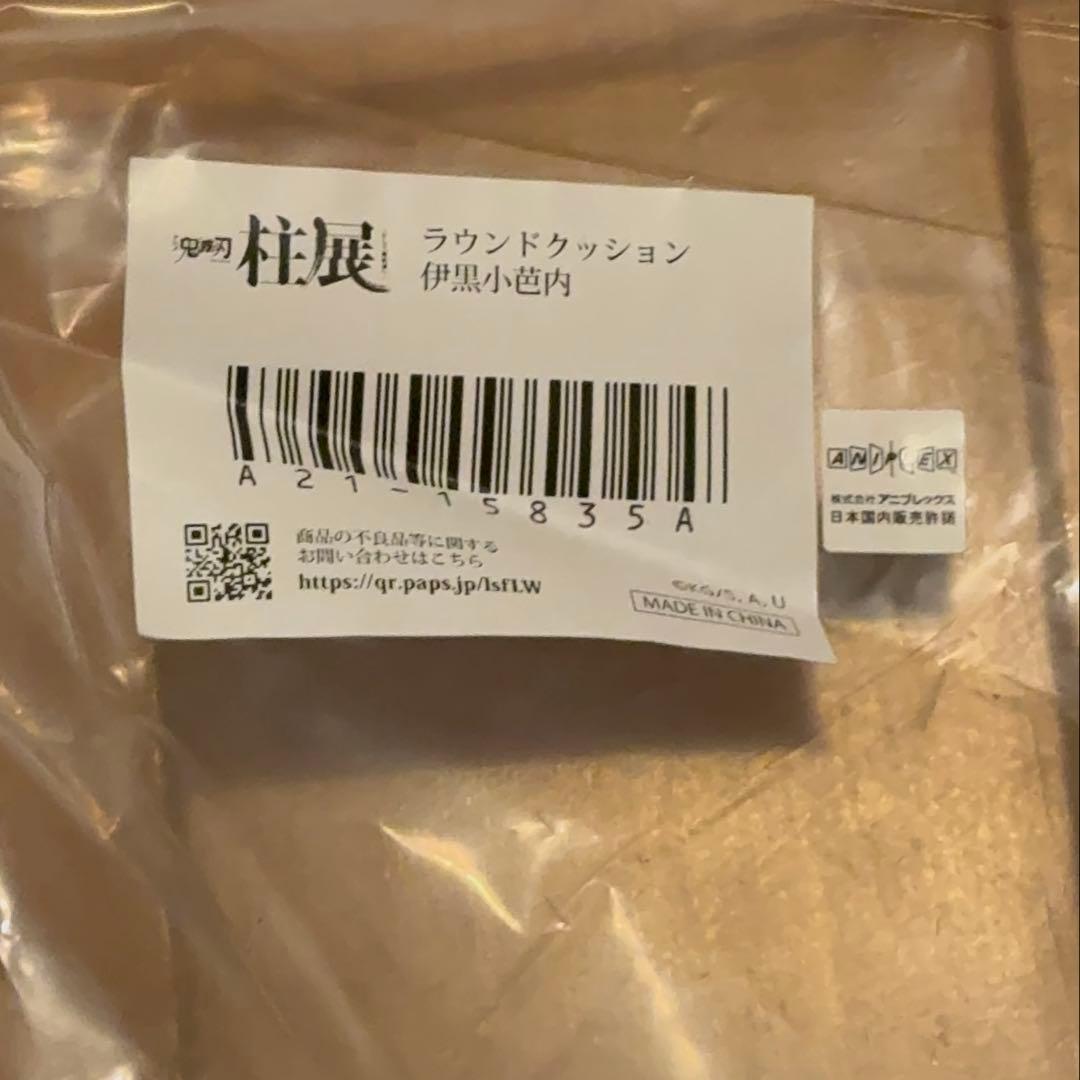 鬼滅刃
柱展
ラウンドクッション
伊黒小芭内
A21-15835A
商品の不良品等に関する
お問い合わせはこちら
https://qr.paps.jp/lsfLW
©KG/S, A, U
MADE IN CHINA
ANIPLEX
株式会社アニプレックス
日本国内販売許諾